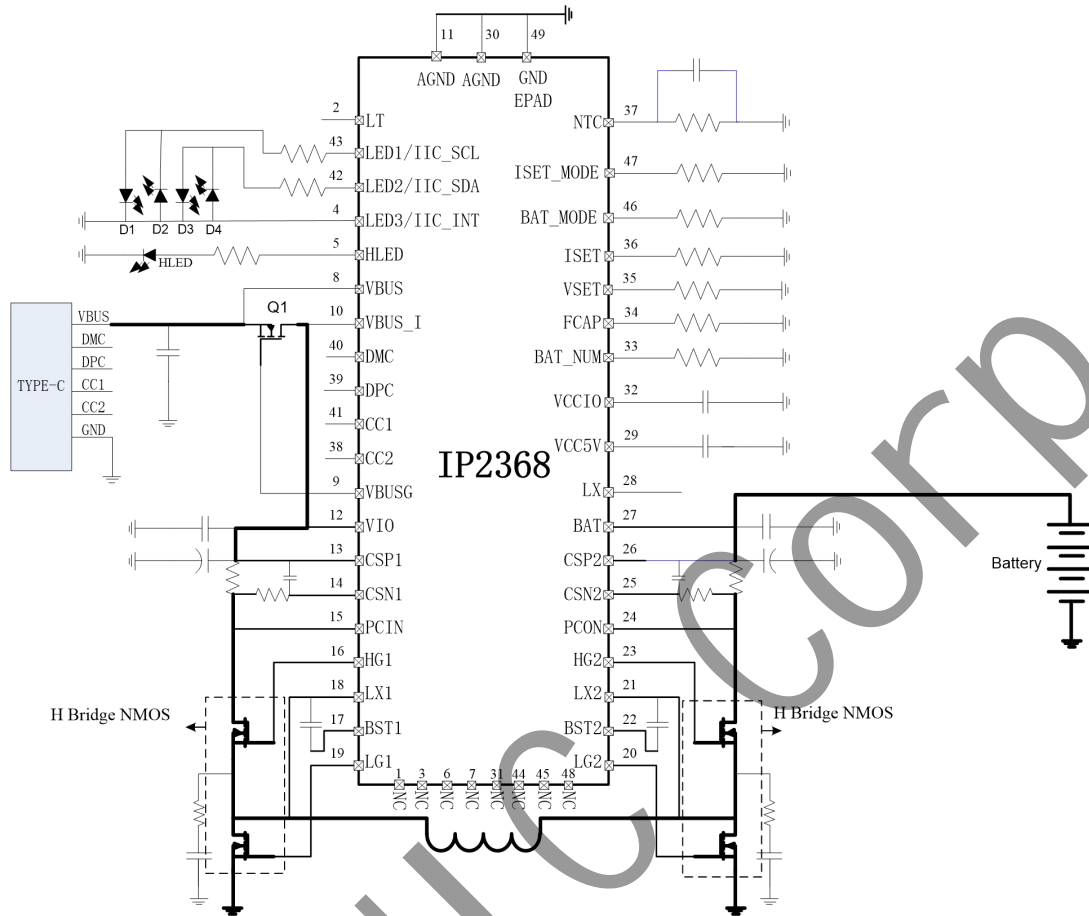 11
30
49
AGND
AGND
GND
EPAD
2
LT
43
LED1/IIC_SCL
42
LED2/IIC_SDA
4
LED3/IIC_INT
D1
D2
D3
D4
5
HLED
HLED
8
VBUS
Q1
10
VBUS_I
40
DMC
39
DPC
41
CC1
38
CC2
9
VBUSG
12
VIO
13
CSP1
14
CSN1
15
PCIN
16
HG1
18
LX1
17
BST1
19
LG1
TYPE-C
VBUS
DMC
DPC
CC1
CC2
GND
IP2368
37
NTC
47
ISET_MODE
46
BAT_MODE
36
ISET
35
VSET
34
FCAP
33
BAT_NUM
32
VCCIO
29
VCC5V
28
LX
27
BAT
26
CSP2
25
CSN2
24
PCON
23
HG2
21
LX2
22
BST2
20
LG2
Battery
H Bridge NMOS
H Bridge NMOS
1 3 6 7 31 44 45 48
NC NC NC NC NC NC NC NC
Corp